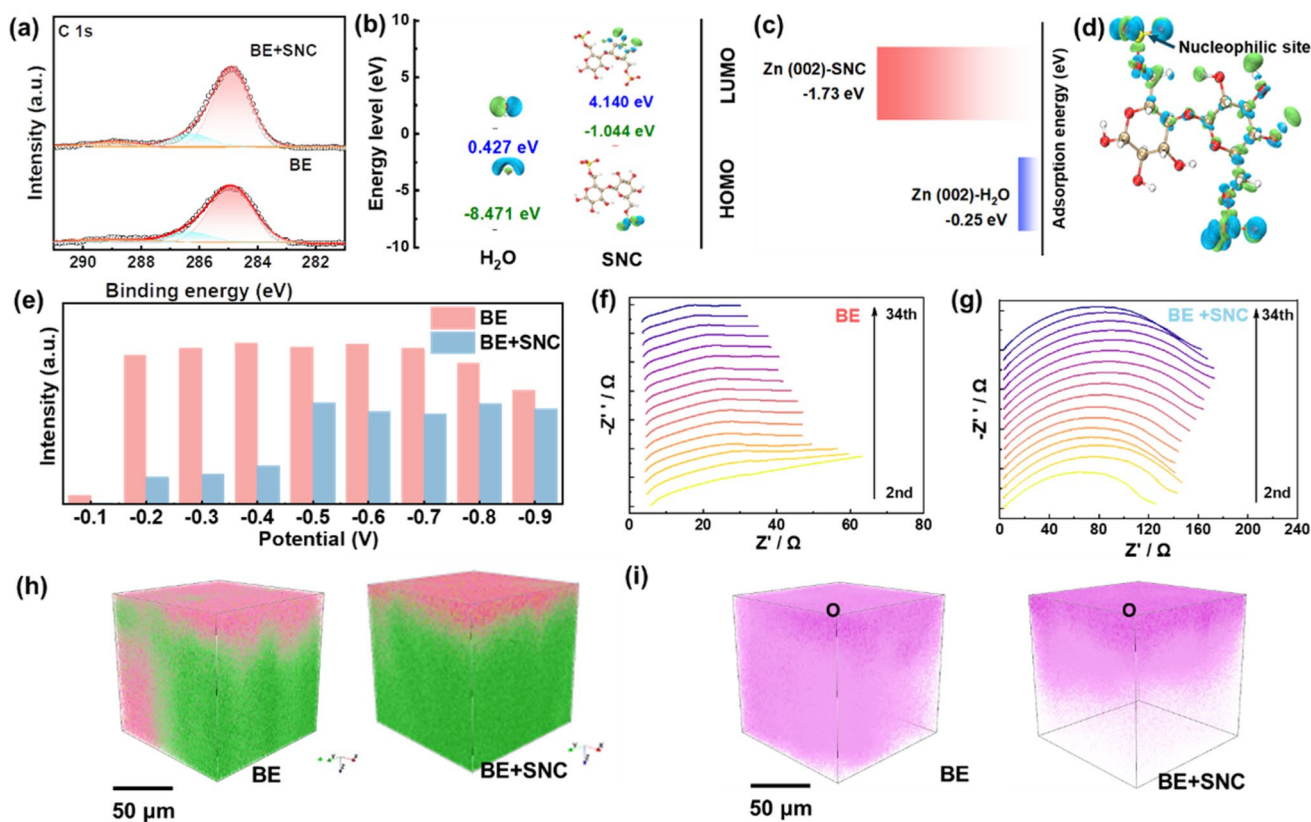 (a)
C 1s
BE+SNC
BE
Intensity (a.u.)
290
288
286
284
282
Binding energy (eV)
(b)
Energy level (eV)
10
5
0
-5
-10
0.427 eV
-8.471 eV
4.140 eV
-1.044 eV
H₂O
SNC
LUMO
HOMO
(c)
Zn (002)-SNC
-1.73 eV
Zn (002)-H₂O
-0.25 eV
Adsorption energy (eV)
(d)
Nucleophilic site
(e)
BE
BE+SNC
Intensity (a.u.)
-0.1
-0.2
-0.3
-0.4
-0.5
-0.6
-0.7
-0.8
-0.9
Potential (V)
(f)
BE
34th
2nd
-Z'' / Ω
0
20
40
60
80
Z' / Ω
(g)
BE +SNC
34th
2nd
-Z'' / Ω
0
40
80
120
160
200
240
Z' / Ω
(h)
BE
50 μm
BE+SNC
(i)
O
BE
50 μm
O
BE+SNC